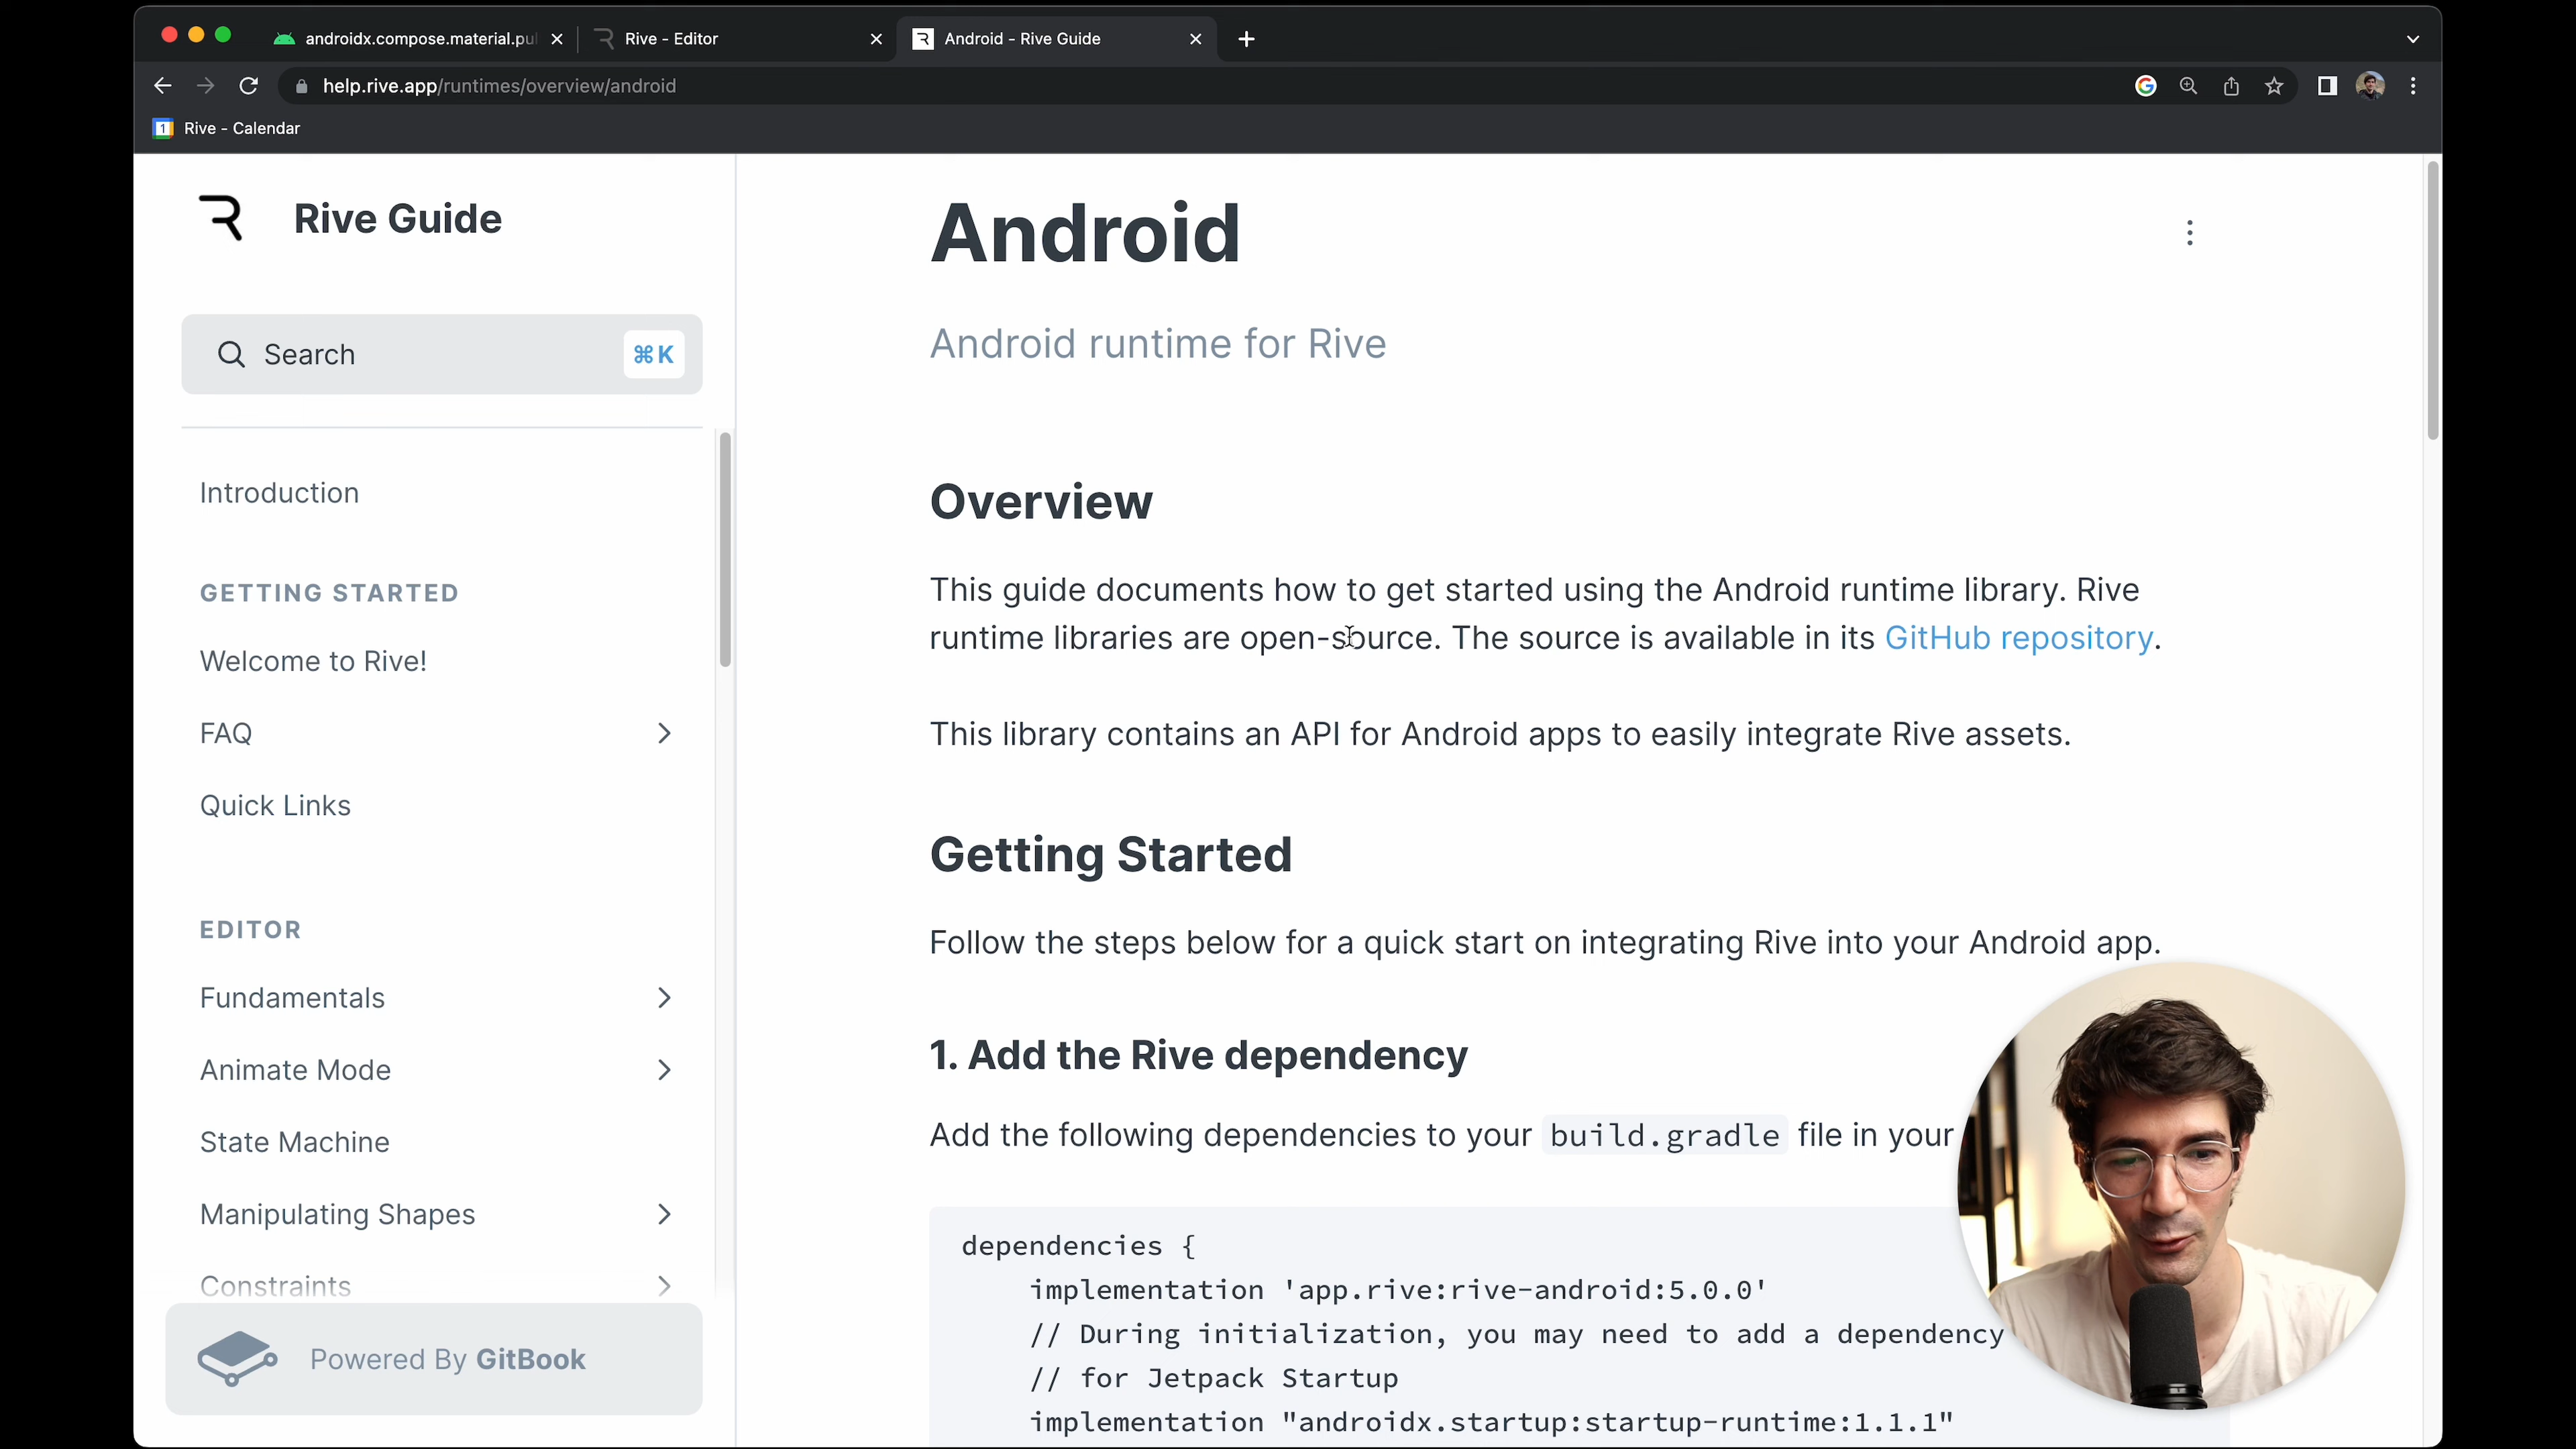 androidx.compose.material.pul
Rive - Editor
Android - Rive Guide
help.rive.app/runtimes/overview/android
1 Rive - Calendar
Rive Guide
Search
⌘K
Introduction
GETTING STARTED
Welcome to Rive!
FAQ
Quick Links
EDITOR
Fundamentals
Animate Mode
State Machine
Manipulating Shapes
Constraints
Powered By GitBook
Android
Android runtime for Rive
Overview
This guide documents how to get started using the Android runtime library. Rive
runtime libraries are open-source. The source is available in its GitHub repository.
This library contains an API for Android apps to easily integrate Rive assets.
Getting Started
Follow the steps below for a quick start on integrating Rive into your Android app.
1. Add the Rive dependency
Add the following dependencies to your build.gradle file in your
dependencies {
implementation 'app.rive:rive-android:5.0.0'
// During initialization, you may need to add a dependency
// for Jetpack Startup
implementation "androidx.startup:startup-runtime:1.1.1"